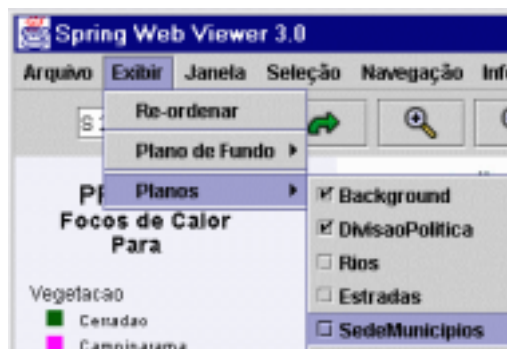 Spring Web Viewer 3.0
Arquivo Exibir Janela Seleção Navegação
Re-ordenar
Plano de Fundo
Planos
Background
Focos de Calor
DivisaoPolitica
Para
Rios
Vegetacao
Estradas
Cerradao
SedeMunicipios
Campinarama